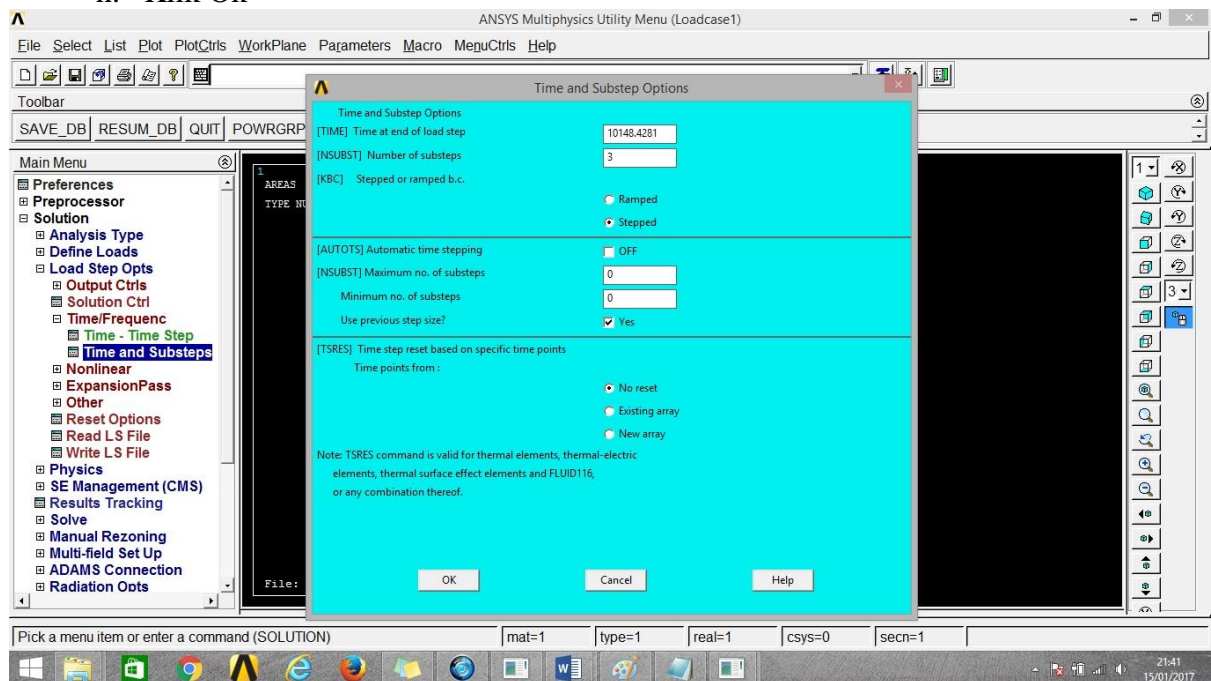 ANSYS Multiphysics Utility Menu (Loadcase1)
File Select List Plot PlotCtrls WorkPlane Parameters Macro MenuCtrls Help
Toolbar
SAVE_DB RESUM_DB QUIT POWRGRP
Main Menu
Preferences
Preprocessor
Solution
Analysis Type
Define Loads
Load Step Opts
Output Ctrls
Solution Ctrl
Time/Frequenc
Time - Time Step
Time and Substeps
Nonlinear
ExpansionPass
Other
Reset Options
Read LS File
Write LS File
Physics
SE Management (CMS)
Results Tracking
Solve
Manual Rezoning
Multi-field Set Up
ADAMS Connection
Radiation Opts
1
AREAS
TYPE NU
File:
Time and Substep Options
Time and Substep Options
[TIME] Time at end of load step 10148.4281
[NSUBST] Number of substeps 3
[KBC] Stepped or ramped b.c.
Ramped
Stepped
[AUTOTS] Automatic time stepping OFF
[NSUBST] Maximum no. of substeps 0
Minimum no. of substeps 0
Use previous step size? Yes
[TSRES] Time step reset based on specific time points
Time points from :
No reset
Existing array
New array
Note: TSRES command is valid for thermal elements, thermal-electric
elements, thermal surface effect elements and FLUID116,
or any combination thereof.
OK Cancel Help
1
3
Pick a menu item or enter a command (SOLUTION) mat=1 type=1 real=1 csys=0 secn=1
21:41
15/01/2017